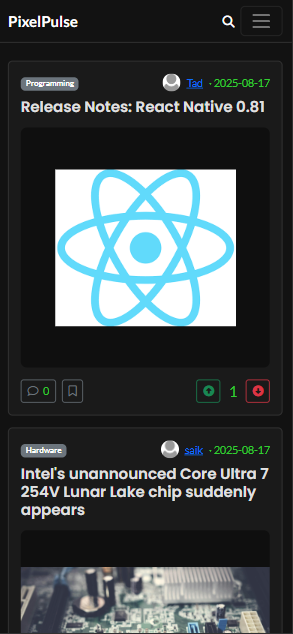 PixelPulse
Programming Tad · 2025-08-17
Release Notes: React Native 0.81
0 1
Hardware saik · 2025-08-17
Intel's unannounced Core Ultra 7
254V Lunar Lake chip suddenly
appears